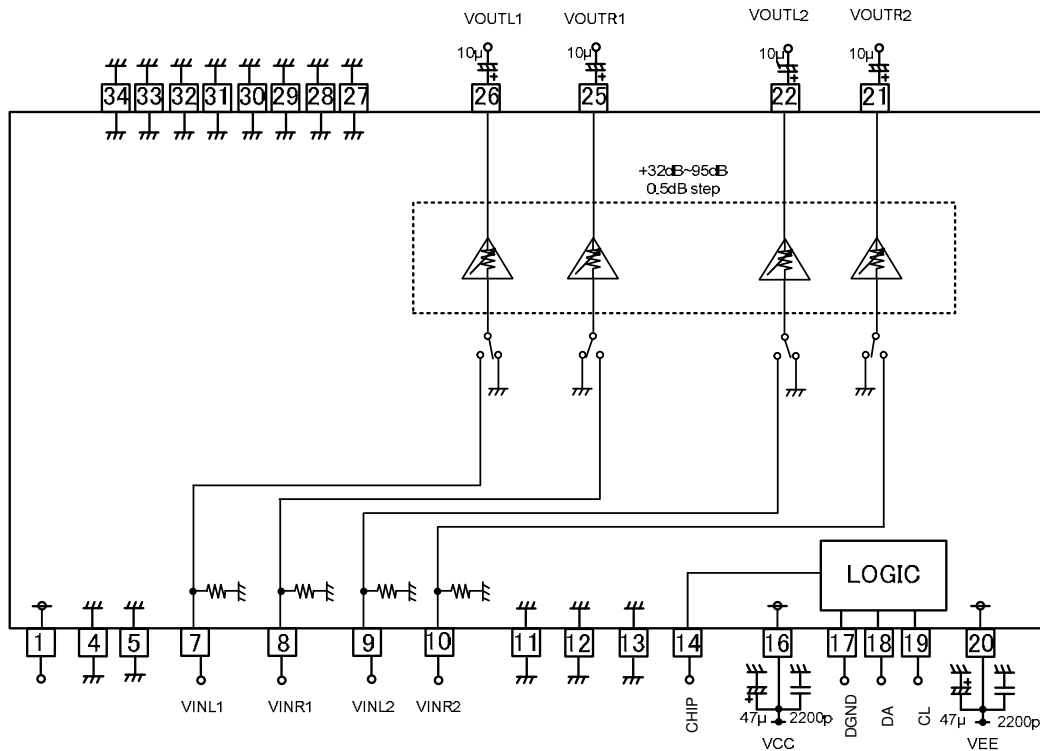 VOUTL1 VOUTR1 VOUTL2 VOUTR2
10μ 10μ 10μ 10μ
34 33 32 31 30 29 28 27 26 25 22 21
+32dB~95dB
0.5dB step
LOGIC
1 4 5 7 8 9 10 11 12 13 14 16 17 18 19 20
VINL1 VINR1 VINL2 VINR2 CHIP DGND DA CL
47μ 2200p 47μ 2200p
VCC VEE